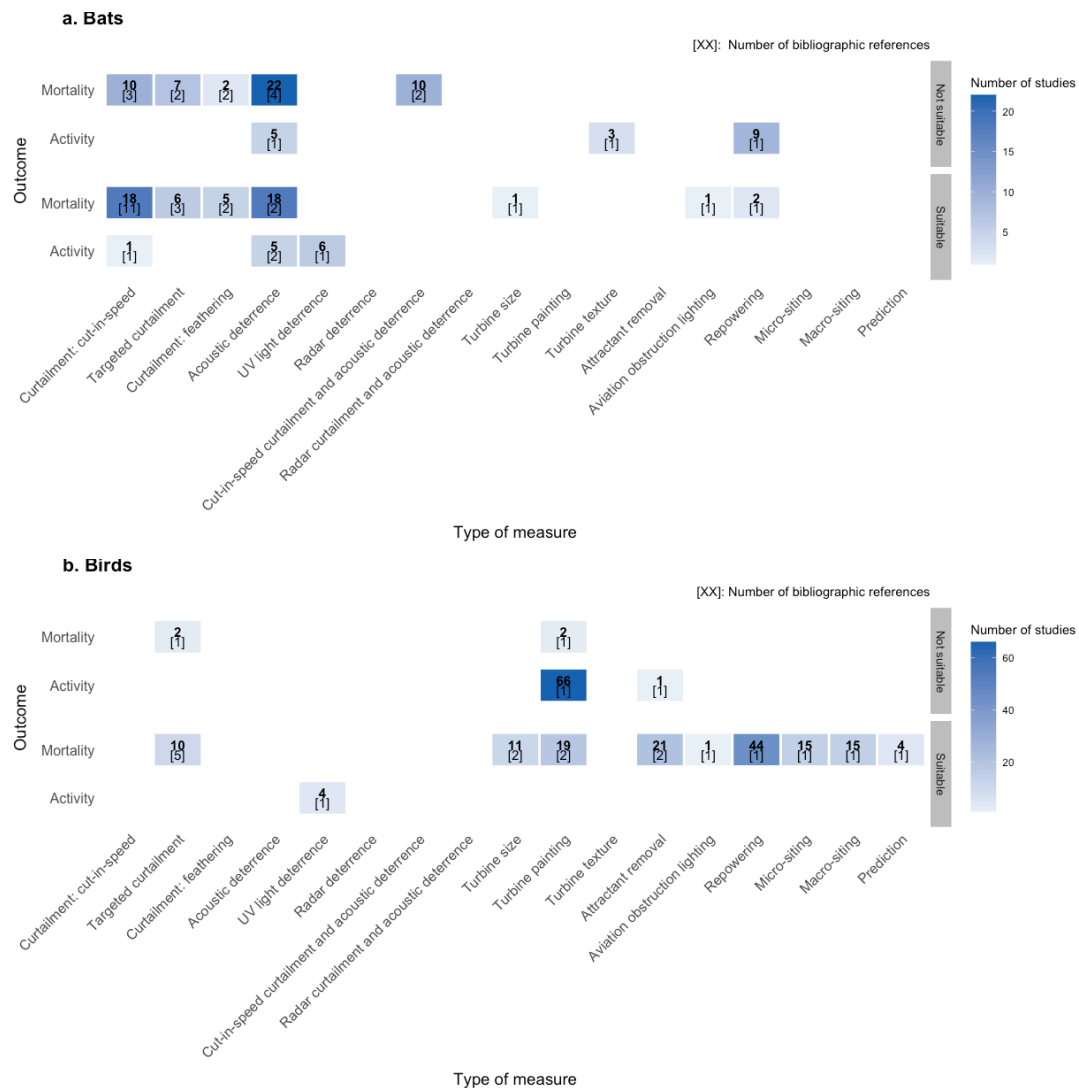 a. Bats
[XX]: Number of bibliographic references
Mortality
10 7 2 22 10
[3] [2] [2] [4] [2]
Not suitable
Activity
5 3 9
[1] [1] [1]
Mortality
18 6 5 18 1 1 2
[11] [3] [2] [2] [1] [1] [1]
Suitable
Activity
1 5 6
[1] [2] [1]
Outcome
Number of studies
20
15
10
5
Curtailment: cut-in-speed
Targeted curtailment
Curtailment: feathering
Acoustic deterrence
UV light deterrence
Radar deterrence
Cut-in-speed curtailment and acoustic deterrence
Radar curtailment and acoustic deterrence
Turbine size
Turbine painting
Turbine texture
Attractant removal
Aviation obstruction lighting
Repowering
Micro-siting
Macro-siting
Prediction
Type of measure
b. Birds
[XX]: Number of bibliographic references
Mortality
2 2
[1] [1]
Not suitable
Activity
66 1
[1] [1]
Mortality
10 11 19 21 1 44 15 15 4
[5] [2] [2] [2] [1] [1] [1] [1] [1]
Suitable
Activity
4
[1]
Outcome
Number of studies
60
40
20
Curtailment: cut-in-speed
Targeted curtailment
Curtailment: feathering
Acoustic deterrence
UV light deterrence
Radar deterrence
Cut-in-speed curtailment and acoustic deterrence
Radar curtailment and acoustic deterrence
Turbine size
Turbine painting
Turbine texture
Attractant removal
Aviation obstruction lighting
Repowering
Micro-siting
Macro-siting
Prediction
Type of measure